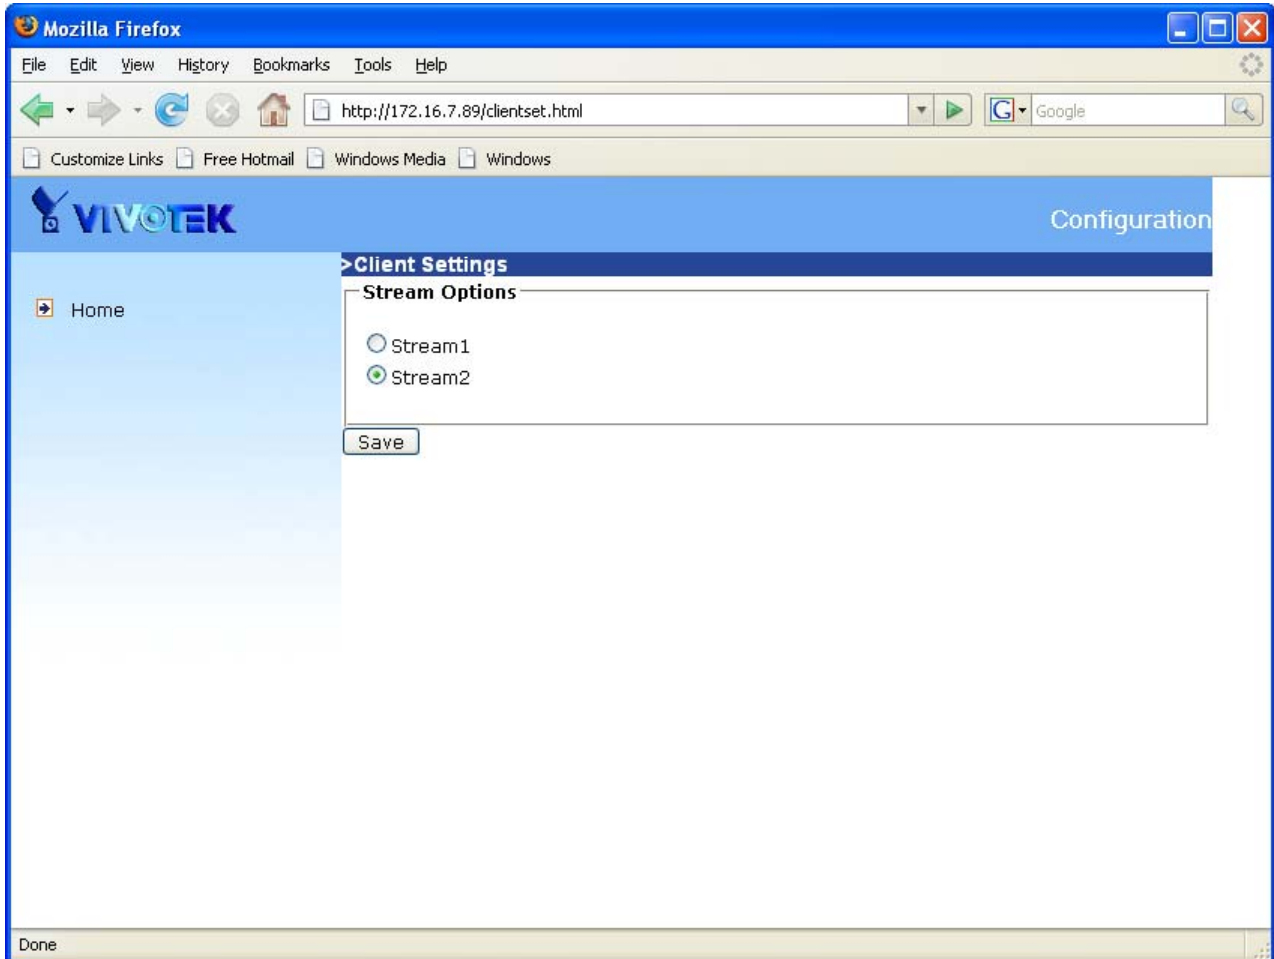 Mozilla Firefox
File Edit View History Bookmarks Tools Help
http://172.16.7.89/clientset.html
G Google
Customize Links Free Hotmail Windows Media Windows
VIVOTEK
Configuration
>Client Settings
Home
Stream Options
Stream1
Stream2
Save
Done